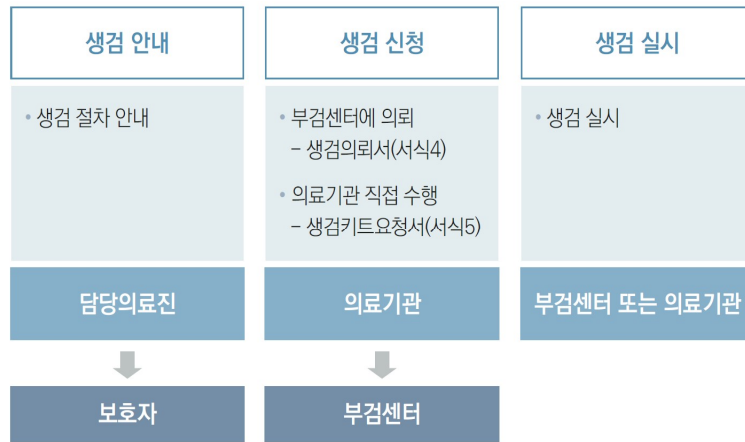 생검 안내
• 생검 절차 안내
담당의료진
보호자
생검 신청
• 부검센터에 의뢰
– 생검의뢰서(서식4)
• 의료기관 직접 수행
– 생검키트요청서(서식5)
의료기관
부검센터
생검 실시
• 생검 실시
부검센터 또는 의료기관